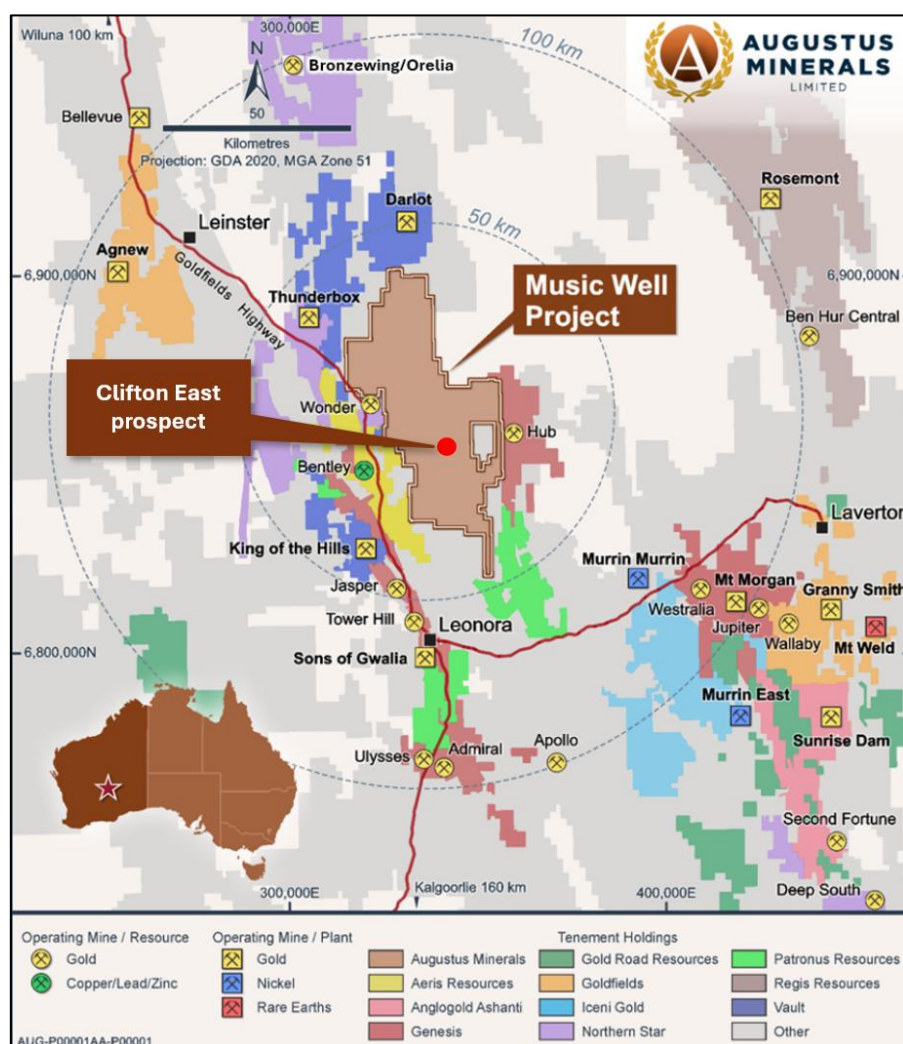 Wiluna 100 km
300,000E
N
100 km
Bronzewing/Orelia
AUGUSTUS
MINERALS
LIMITED
50
Kilometres
Projection: GDA 2020, MGA Zone 51
Bellevue
Darlot
50 km
Rosemont
Leinster
Agnew
6,900,000N
Goldfields Highway
6,900,000N
Thunderbox
Music Well
Project
Ben Hur Central
Clifton East
prospect
Wonder
Hub
Bentley
Laverton
King of the Hills
Murrin Murrin
Mt Morgan
Granny Smith
Jasper
Westralia
Jupiter
Tower Hill
Leonora
Wallaby
Mt Weld
6,800,000N
Sons of Gwalia
Murrin East
Sunrise Dam
Ulysses
Admiral
Apollo
Second Fortune
300,000E
Kalgoorlie 160 km
400,000E
Deep South
Operating Mine / Resource
Gold
Copper/Lead/Zinc
Operating Mine / Plant
Gold
Nickel
Rare Earths
Tenement Holdings
Augustus Minerals
Aeris Resources
Anglogold Ashanti
Genesis
Gold Road Resources
Goldfields
Iceni Gold
Northern Star
Patronus Resources
Regis Resources
Vault
Other
AUG-P00001AA-P00001